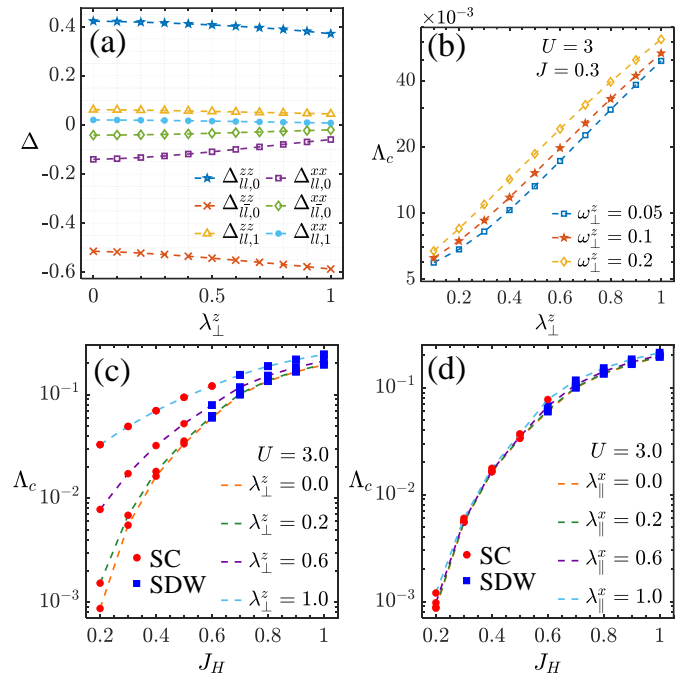 (a)
0.4
0.2
0
-0.2
-0.4
-0.6
Δ
Δ^{zz}_{ll,0} Δ^{xx}_{ll,0}
Δ^{zz}_{l\bar{l},0} Δ^{xx}_{l\bar{l},0}
Δ^{zz}_{ll,1} Δ^{xx}_{ll,1}
0 0.5 1
λ^z_⊥
×10^{-3}
(b)
U = 3
J = 0.3
40
20
10
5
Λ_c
ω^z_⊥ = 0.05
ω^z_⊥ = 0.1
ω^z_⊥ = 0.2
0.2 0.4 0.6 0.8 1
λ^z_⊥
(c)
10^{-1}
10^{-2}
10^{-3}
Λ_c
U = 3.0
λ^z_⊥ = 0.0
λ^z_⊥ = 0.2
λ^z_⊥ = 0.6
λ^z_⊥ = 1.0
SC
SDW
0.2 0.4 0.6 0.8 1
J_H
(d)
10^{-1}
10^{-2}
10^{-3}
Λ_c
U = 3.0
λ^x_∥ = 0.0
λ^x_∥ = 0.2
λ^x_∥ = 0.6
λ^x_∥ = 1.0
SC
SDW
0.2 0.4 0.6 0.8 1
J_H